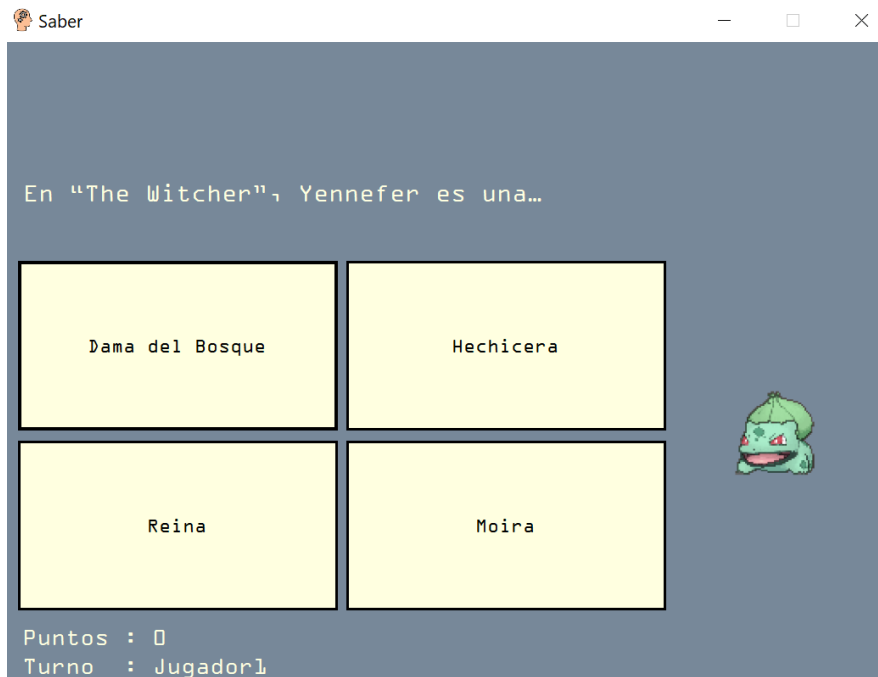 Saber
En “The Witcher”, Yennefer es una…
Dama del Bosque
Hechicera
Reina
Moira
Puntos : 0
Turno  : Jugador1